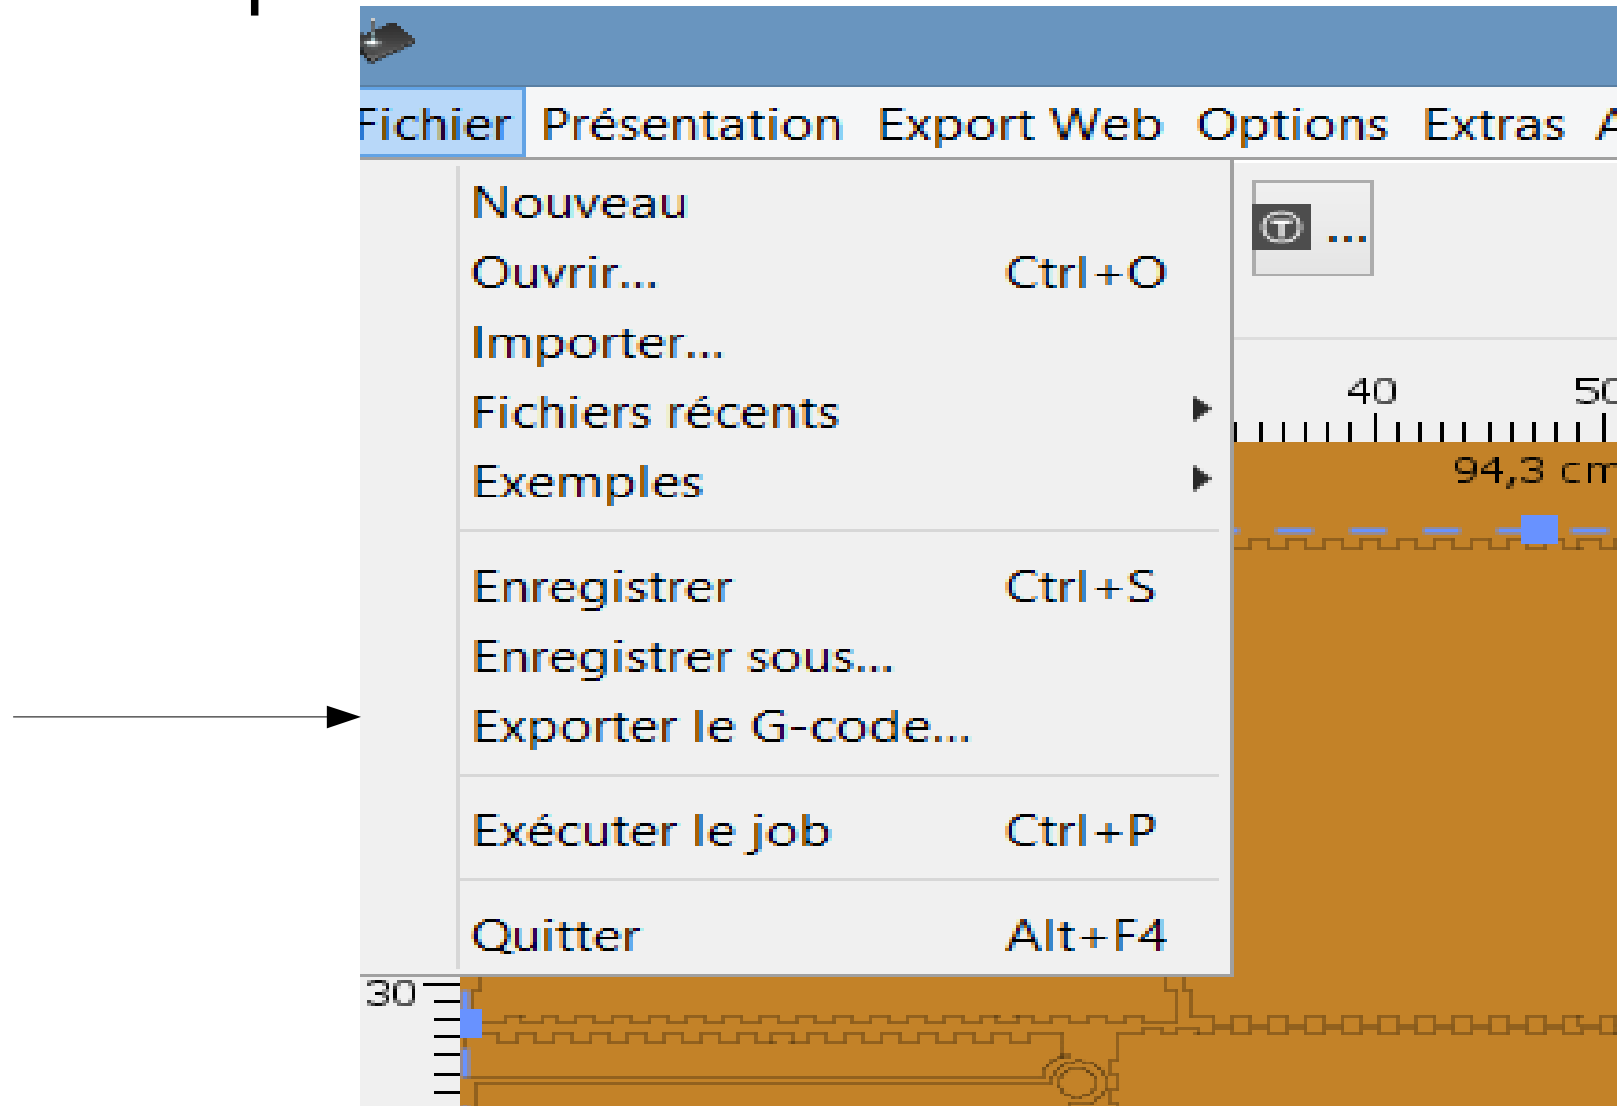 Fichier Présentation Export Web Options Extras
Nouveau
Ouvrir... Ctrl+O
Importer...
Fichiers récents
Exemples
Enregistrer Ctrl+S
Enregistrer sous...
Exporter le G-code...
Exécuter le job Ctrl+P
Quitter Alt+F4
T ...
40 50
94,3 cm
30